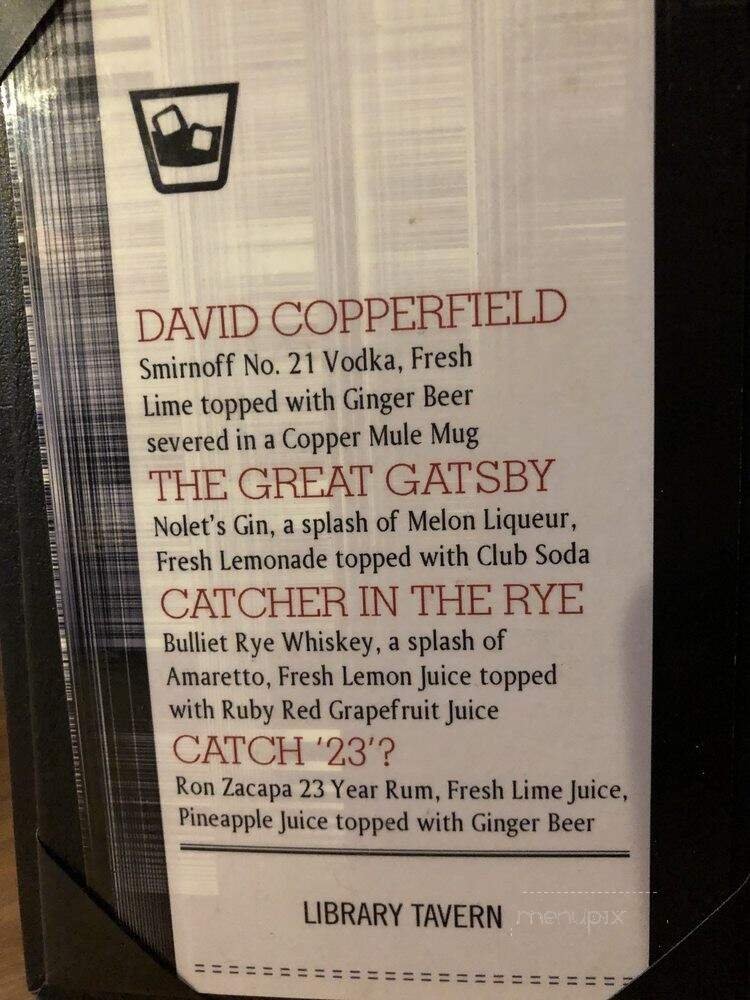 DAVID COPPERFIELD
Smirnoff No. 21 Vodka, Fresh
Lime topped with Ginger Beer
severed in a Copper Mule Mug
THE GREAT GATSBY
Nolet's Gin, a splash of Melon Liqueur,
Fresh Lemonade topped with Club Soda
CATCHER IN THE RYE
Bulliet Rye Whiskey, a splash of
Amaretto, Fresh Lemon Juice topped
with Ruby Red Grapefruit Juice
CATCH '23'?
Ron Zacapa 23 Year Rum, Fresh Lime Juice,
Pineapple Juice topped with Ginger Beer
LIBRARY TAVERN
menupix